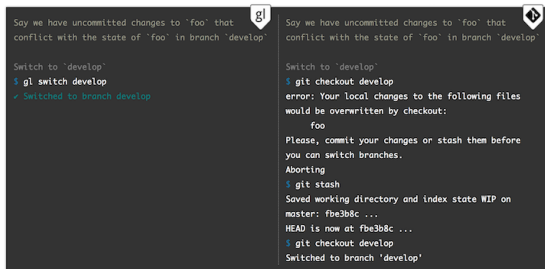 gl
Say we have uncommitted changes to `foo` that
conflict with the state of `foo` in branch `develop`
Switch to `develop`
$ gl switch develop
✔ Switched to branch develop
Say we have uncommitted changes to `foo` that
conflict with the state of `foo` in branch `develop`
Switch to `develop`
$ git checkout develop
error: Your local changes to the following files
would be overwritten by checkout:
foo
Please, commit your changes or stash them before
you can switch branches.
Aborting
$ git stash
Saved working directory and index state WIP on
master: fbe3b8c ...
HEAD is now at fbe3b8c ...
$ git checkout develop
Switched to branch 'develop'